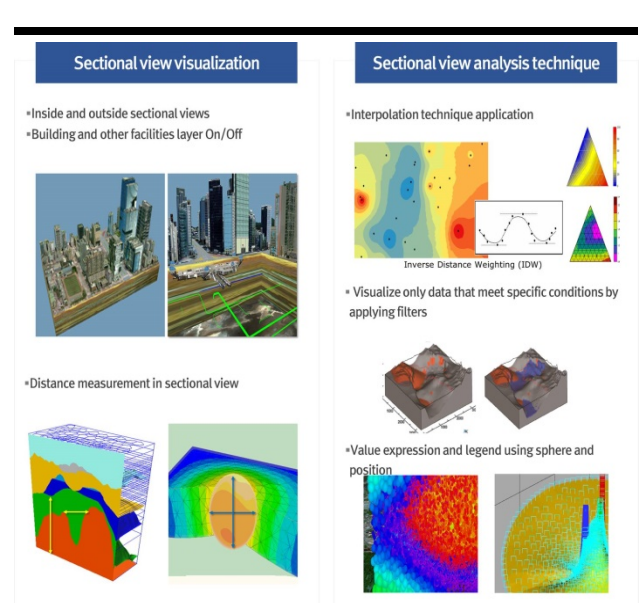 Sectional view visualization
▪Inside and outside sectional views
▪Building and other facilities layer On/Off
▪Distance measurement in sectional view
Sectional view analysis technique
▪Interpolation technique application
Inverse Distance Weighting (IDW)
▪ Visualize only data that meet specific conditions by
applying filters
▪Value expression and legend using sphere and
position